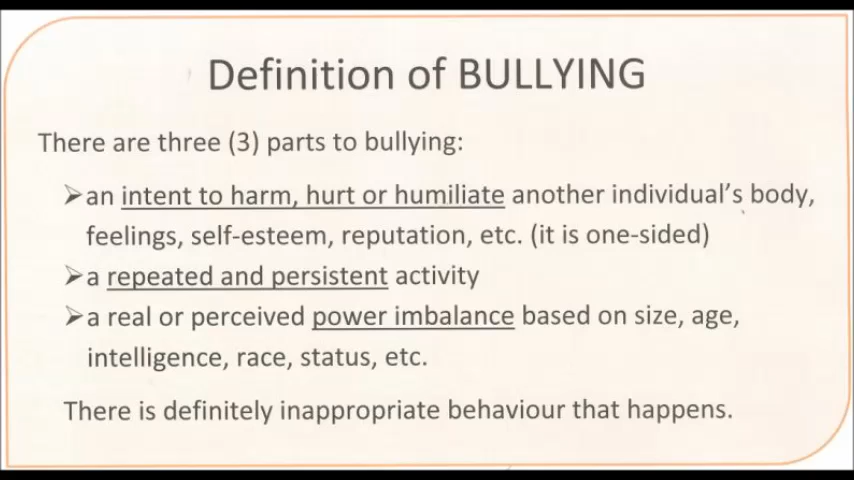 Definition of BULLYING
There are three (3) parts to bullying:
➢an intent to harm, hurt or humiliate another individual's body,
feelings, self-esteem, reputation, etc. (it is one-sided)
➢a repeated and persistent activity
➢a real or perceived power imbalance based on size, age,
intelligence, race, status, etc.
There is definitely inappropriate behaviour that happens.